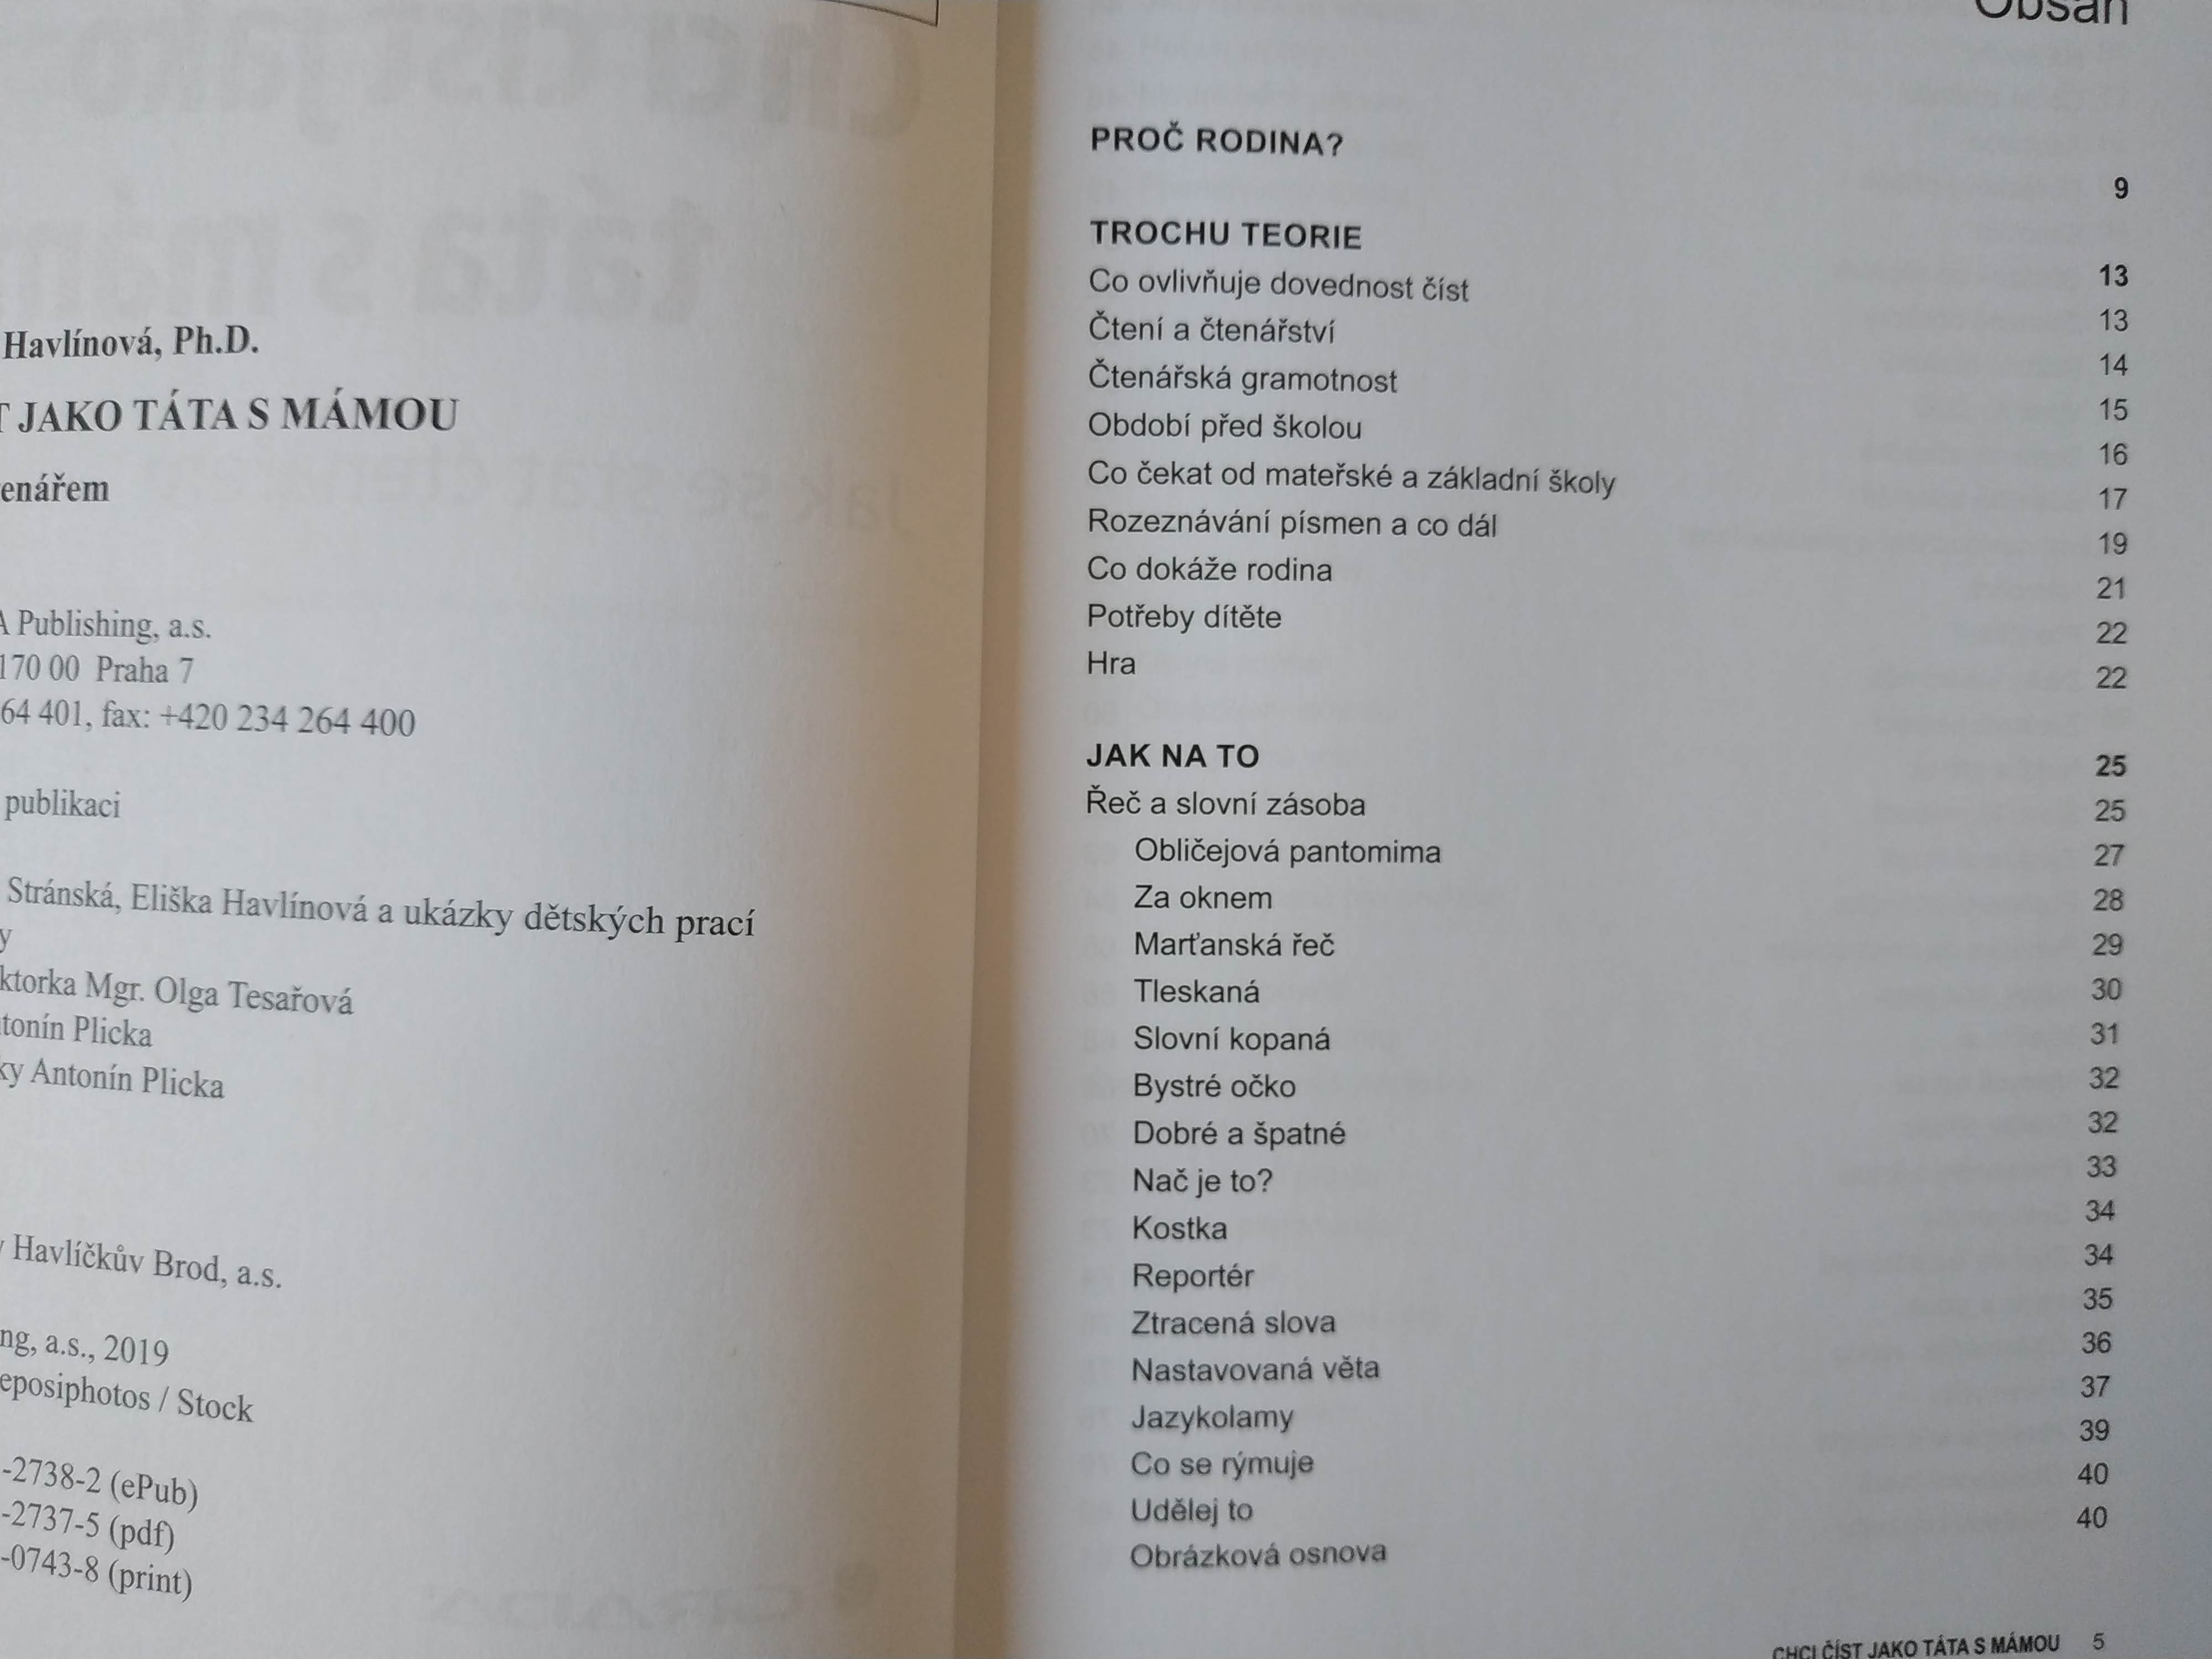 Havlínová, Ph.D.
JAKO TÁTA S MÁMOU
enářem
Publishing, a.s.
170 00 Praha 7
64 401, fax: +420 234 264 400
publikaci
Stránská, Eliška Havlínová a ukázky dětských prací
y
ktorka Mgr. Olga Tesařová
tonín Plicka
ky Antonín Plicka
Havlíčkův Brod, a.s.
ng, a.s., 2019
eposiphotos / Stock
-2738-2 (ePub)
-2737-5 (pdf)
-0743-8 (print)
Obsah
PROČ RODINA? 9
TROCHU TEORIE 13
Co ovlivňuje dovednost číst 13
Čtení a čtenářství 14
Čtenářská gramotnost 15
Období před školou 16
Co čekat od mateřské a základní školy 17
Rozeznávání písmen a co dál 19
Co dokáže rodina 21
Potřeby dítěte 22
Hra 22
JAK NA TO 25
Řeč a slovní zásoba 25
Obličejová pantomima 27
Za oknem 28
Marťanská řeč 29
Tleskaná 30
Slovní kopaná 31
Bystré očko 32
Dobré a špatné 32
Nač je to? 33
Kostka 34
Reportér 34
Ztracená slova 35
Nastavovaná věta 36
Jazykolamy 37
Co se rýmuje 39
Udělej to 40
Obrázková osnova 40
CHCI ČÍST JAKO TÁTA S MÁMOU 5